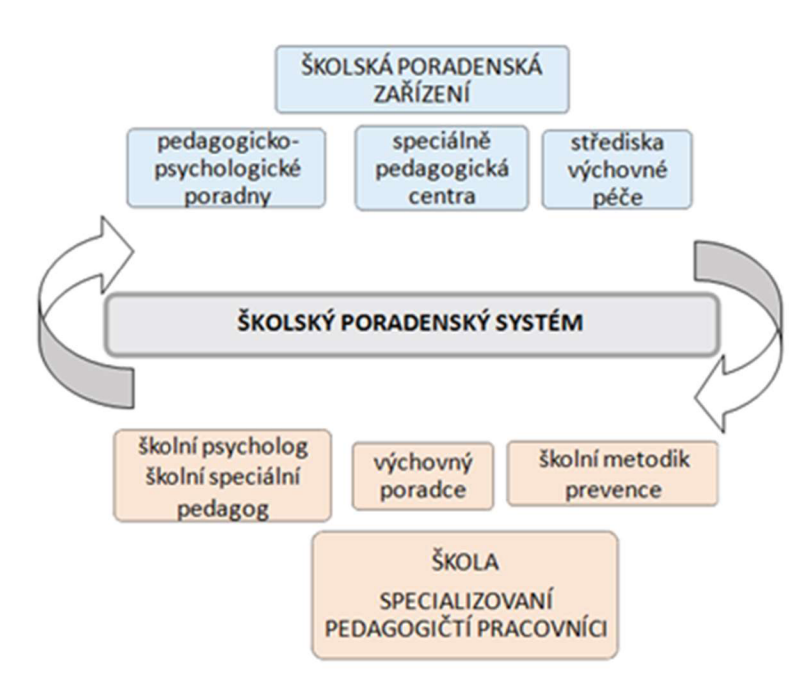 ŠKOLSKÁ PORADENSKÁ
ZAŘÍZENÍ
pedagogicko-
psychologické
poradny
speciálně
pedagogická
centra
střediska
výchovné
péče
ŠKOLSKÝ PORADENSKÝ SYSTÉM
školní psycholog
školní speciální
pedagog
výchovný
poradce
školní metodik
prevence
ŠKOLA
SPECIALIZOVANÍ
PEDAGOGIČTÍ PRACOVNÍCI